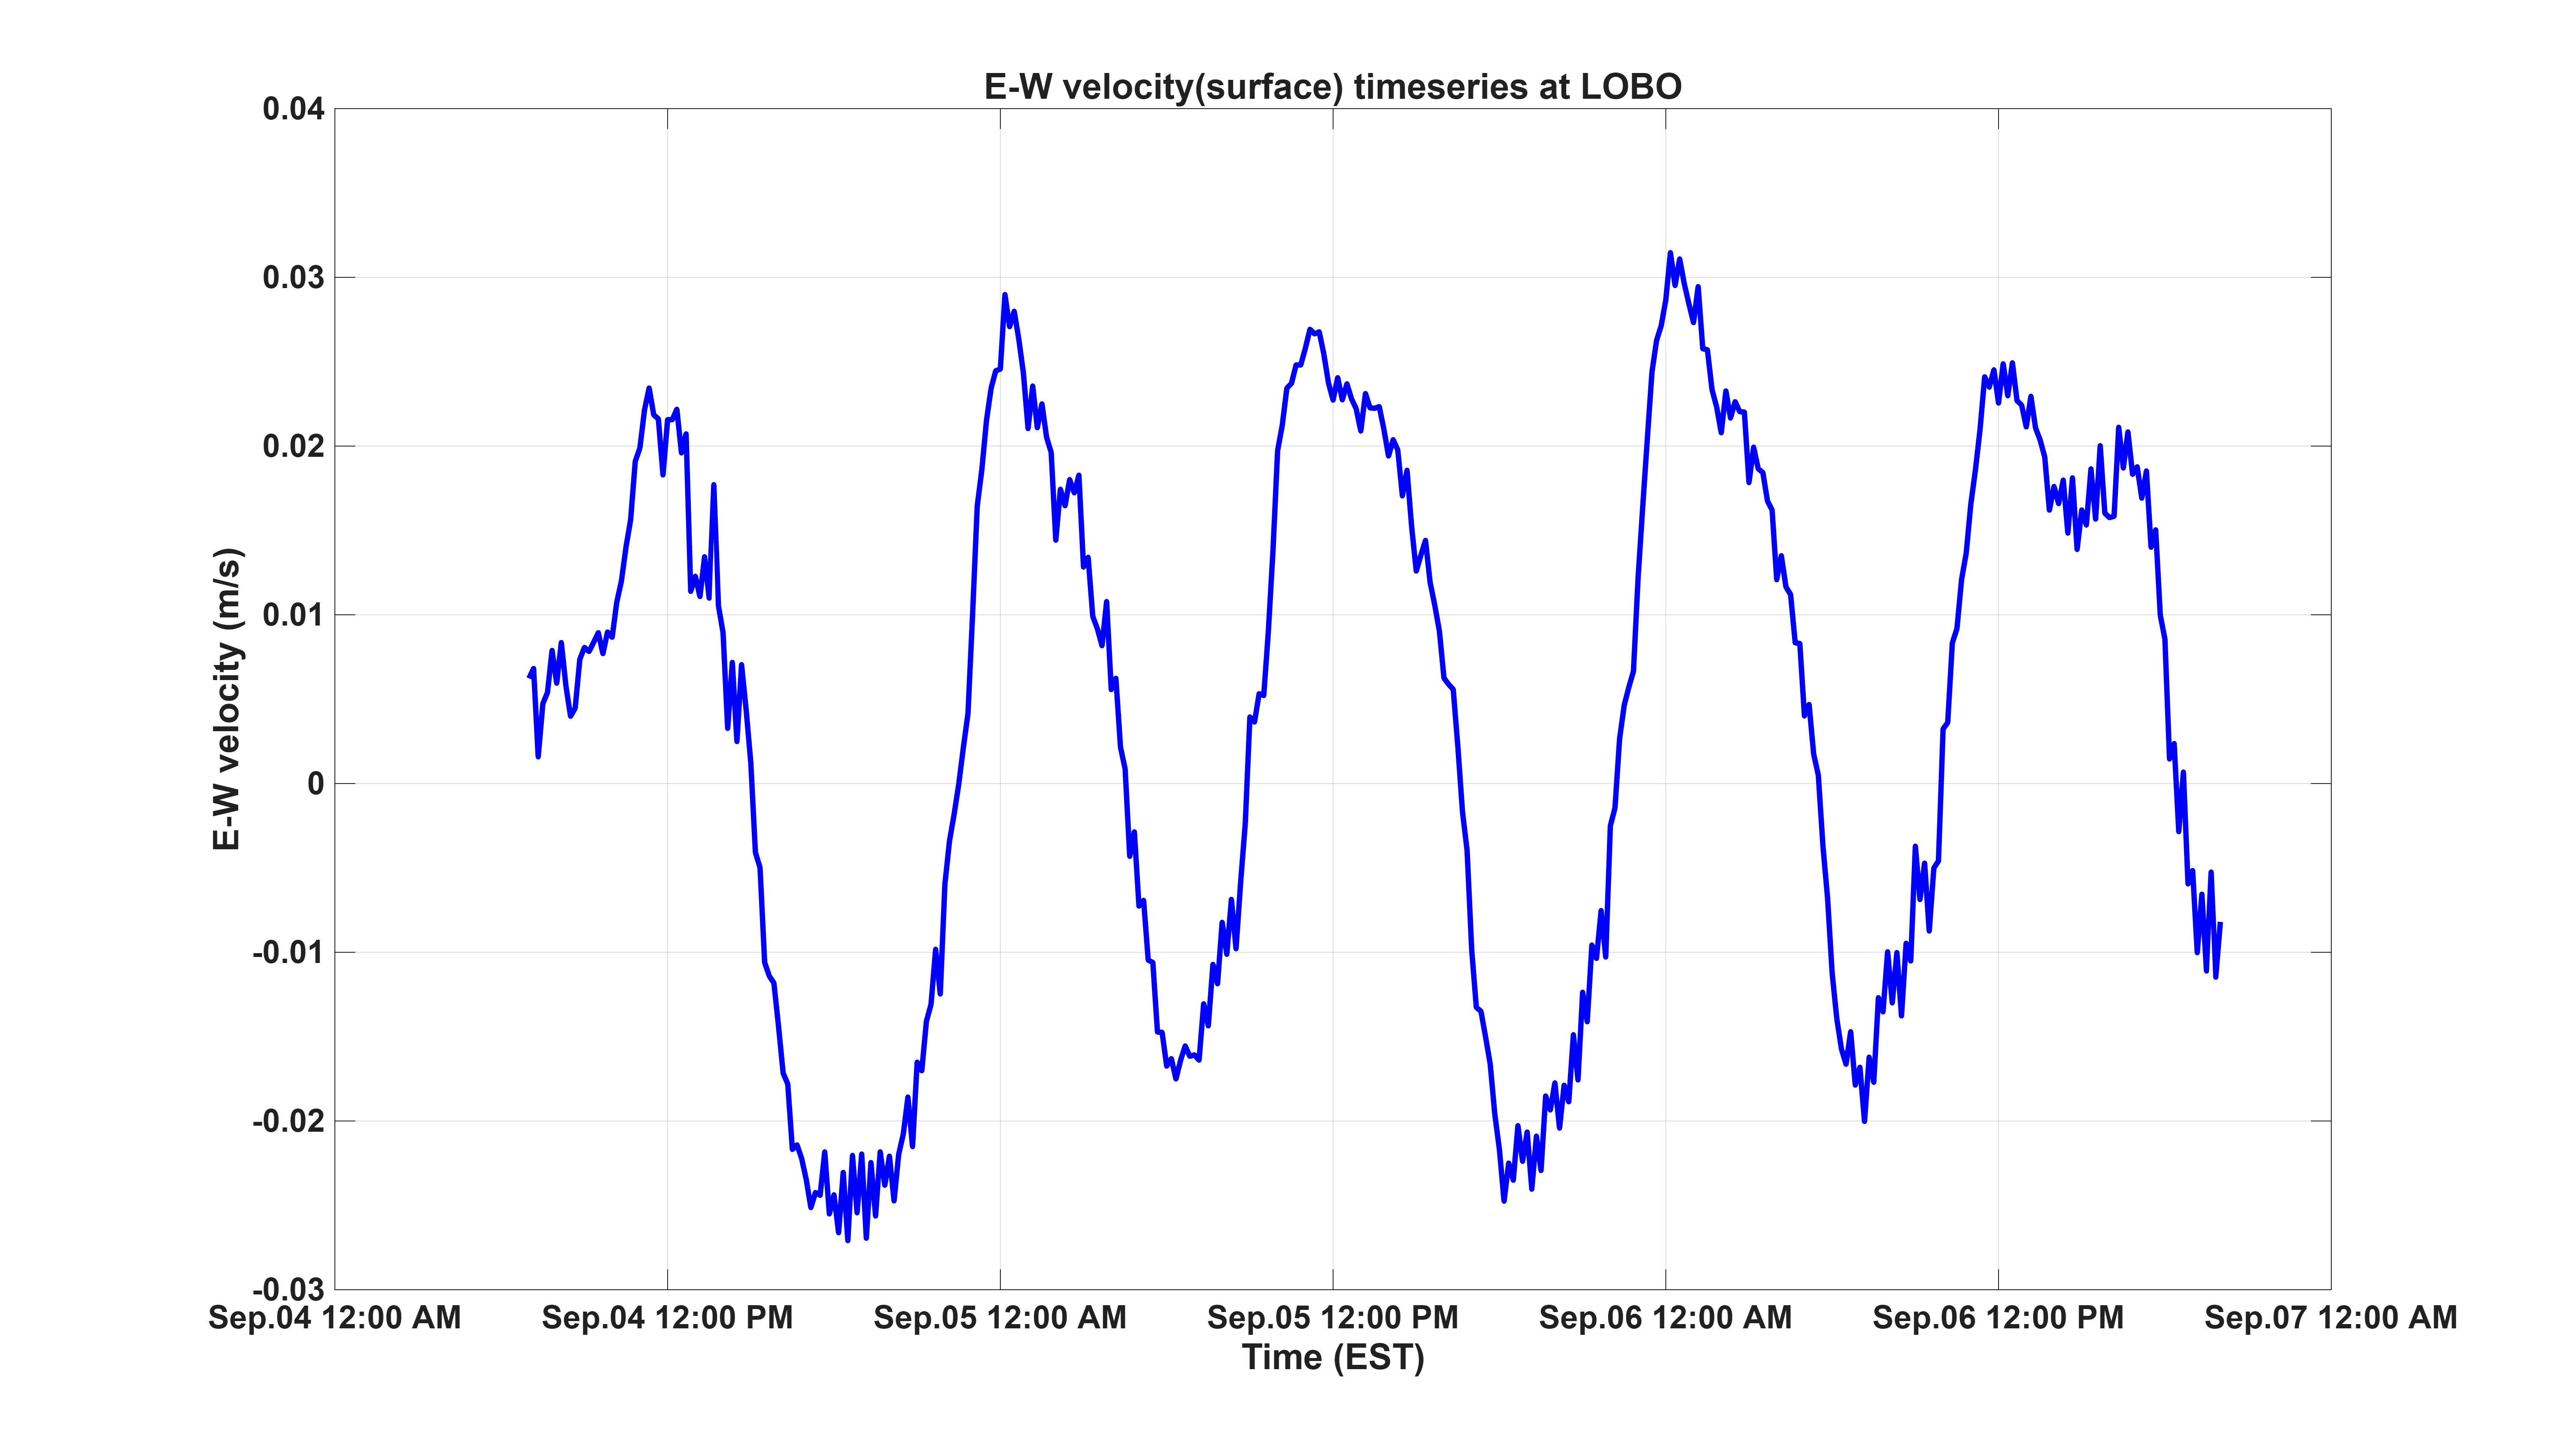 E-W velocity(surface) timeseries at LOBO
0.04
0.03
0.02
0.01
0
-0.01
-0.02
-0.03
E-W velocity (m/s)
Sep.04 12:00 AM Sep.04 12:00 PM Sep.05 12:00 AM Sep.05 12:00 PM Sep.06 12:00 AM Sep.06 12:00 PM Sep.07 12:00 AM
Time (EST)